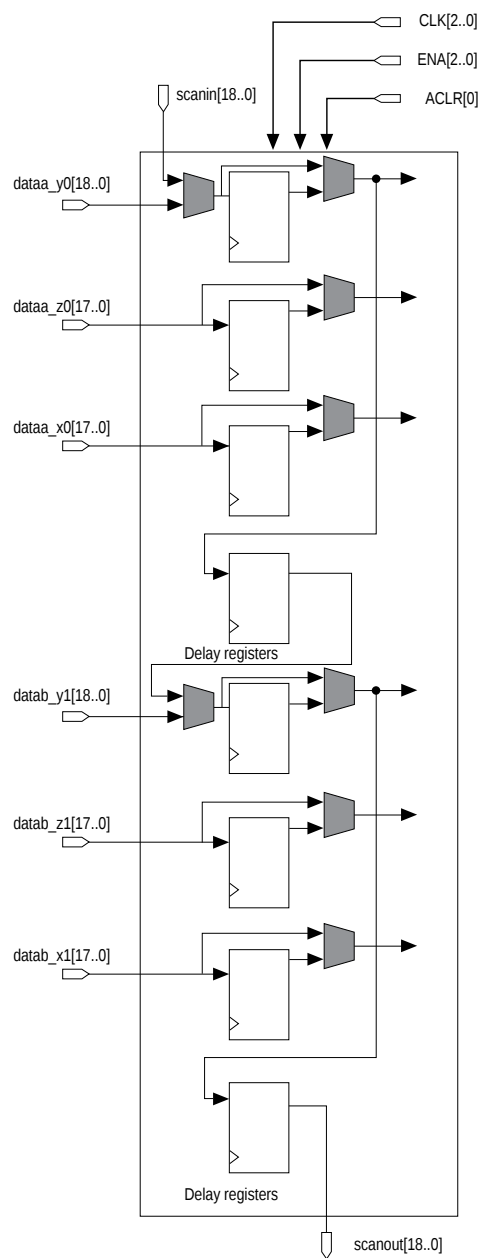 CLK[2..0]
ENA[2..0]
scanin[18..0]
ACLR[0]
dataa_y0[18..0]
dataa_z0[17..0]
dataa_x0[17..0]
Delay registers
datab_y1[18..0]
datab_z1[17..0]
datab_x1[17..0]
Delay registers
scanout[18..0]